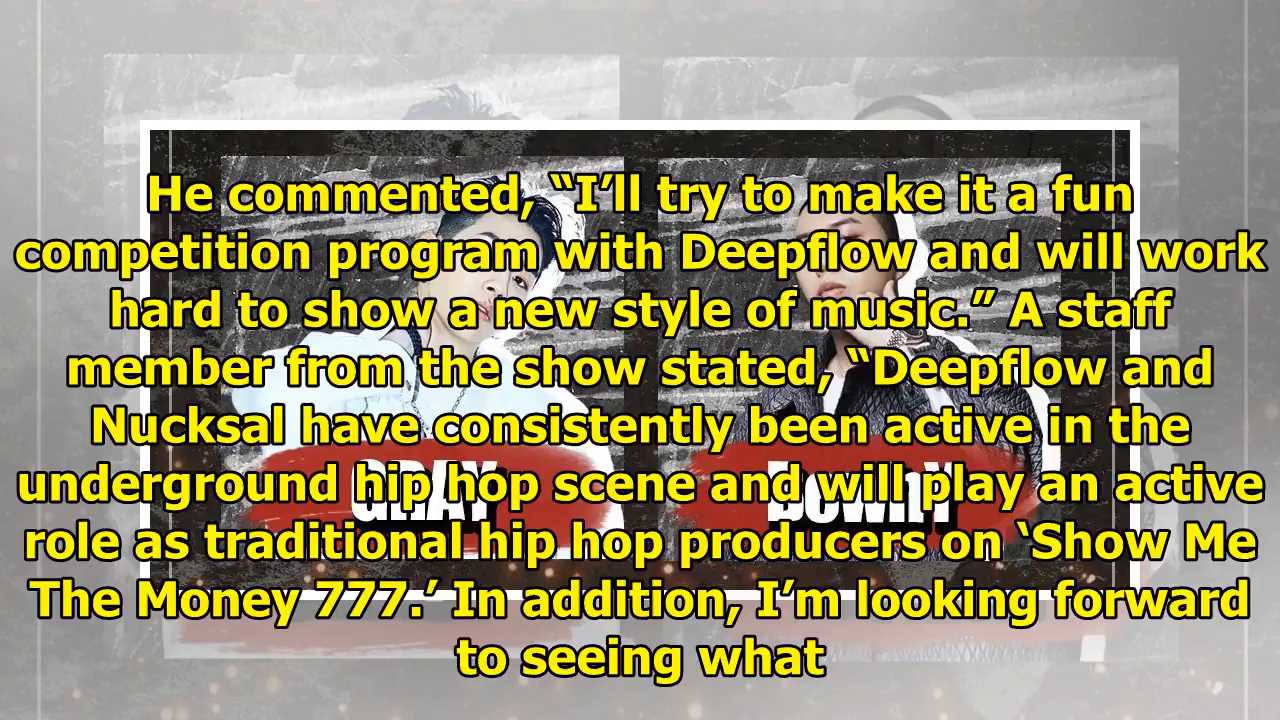 He commented, “I’ll try to make it a fun
competition program with Deepflow and will work
hard to show a new style of music.” A staff
member from the show stated, “Deepflow and
Nucksal have consistently been active in the
underground hip hop scene and will play an active
role as traditional hip hop producers on ‘Show Me
The Money 777.’ In addition, I’m looking forward
to seeing what
GRAY